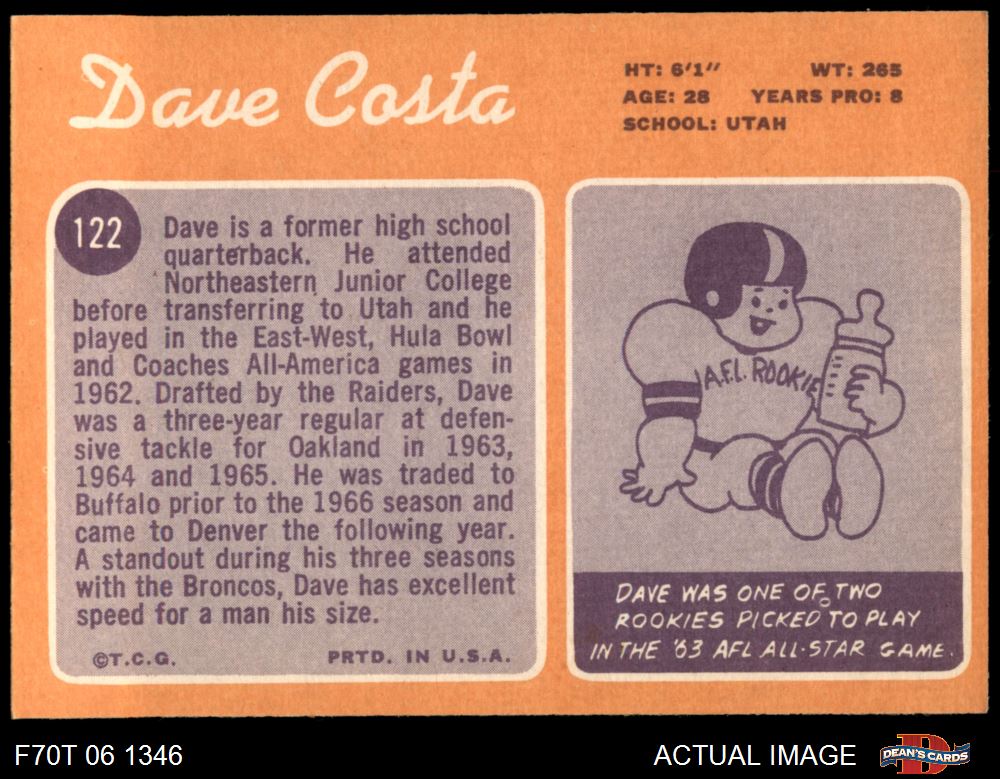 Dave Costa
HT: 6'1" WT: 265
AGE: 28 YEARS PRO: 8
SCHOOL: UTAH
122
Dave is a former high school
quarterback. He attended
Northeastern Junior College
before transferring to Utah and he
played in the East-West, Hula Bowl
and Coaches All-America games in
1962. Drafted by the Raiders, Dave
was a three-year regular at defen-
sive tackle for Oakland in 1963,
1964 and 1965. He was traded to
Buffalo prior to the 1966 season and
came to Denver the following year.
A standout during his three seasons
with the Broncos, Dave has excellent
speed for a man his size.
©T.C.G. PRTD. IN U.S.A.
A.F.L. ROOKIE
DAVE WAS ONE OF TWO
ROOKIES PICKED TO PLAY
IN THE '63 AFL ALL-STAR GAME.
F70T 06 1346 ACTUAL IMAGE
DEAN'S CARDS